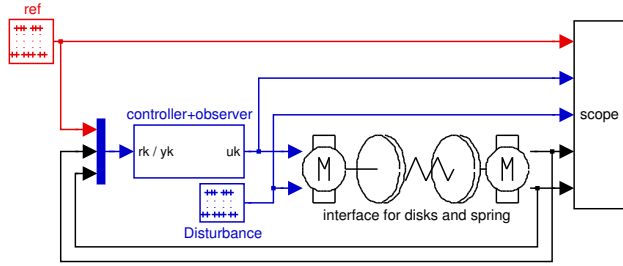 ref
controller+observer
rk / yk
uk
M
M
scope
interface for disks and spring
Disturbance